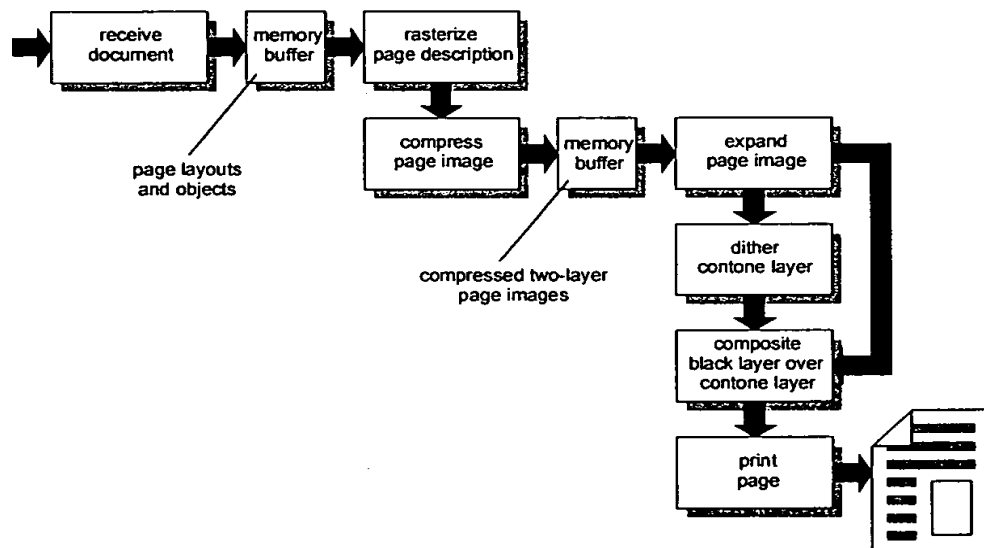 receive
document
memory
buffer
rasterize
page description
compress
page image
memory
buffer
expand
page image
page layouts
and objects
dither
contone layer
compressed two-layer
page images
composite
black layer over
contone layer
print
page